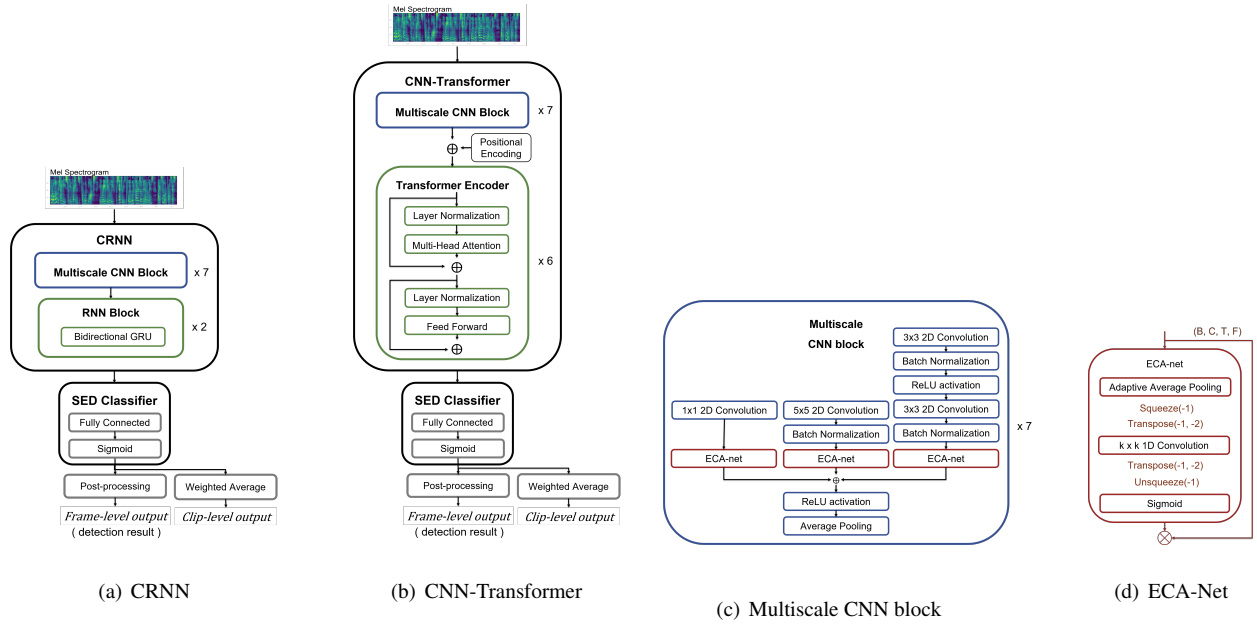 Mel Spectrogram
CRNN
Multiscale CNN Block
x 7
RNN Block
Bidirectional GRU
x 2
SED Classifier
Fully Connected
Sigmoid
Post-processing
Weighted Average
Frame-level output
Clip-level output
( detection result )
(a) CRNN
Mel Spectrogram
CNN-Transformer
Multiscale CNN Block
x 7
Positional
Encoding
Transformer Encoder
Layer Normalization
Multi-Head Attention
x 6
Layer Normalization
Feed Forward
SED Classifier
Fully Connected
Sigmoid
Post-processing
Weighted Average
Frame-level output
Clip-level output
( detection result )
(b) CNN-Transformer
Multiscale
CNN block
3x3 2D Convolution
Batch Normalization
ReLU activation
1x1 2D Convolution
5x5 2D Convolution
3x3 2D Convolution
Batch Normalization
Batch Normalization
x 7
ECA-net
ECA-net
ECA-net
ReLU activation
Average Pooling
(c) Multiscale CNN block
(B, C, T, F)
ECA-net
Adaptive Average Pooling
Squeeze(-1)
Transpose(-1, -2)
k x k 1D Convolution
Transpose(-1, -2)
Unsqueeze(-1)
Sigmoid
(d) ECA-Net